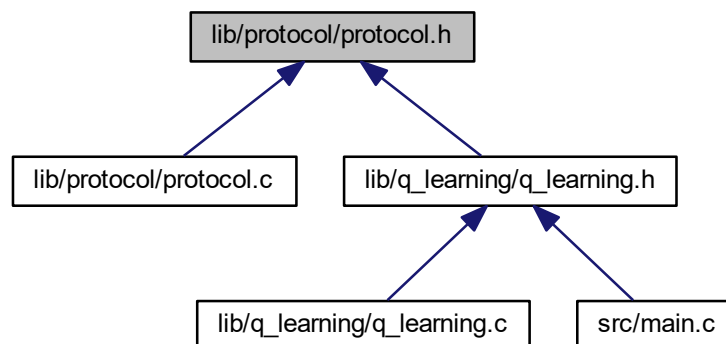 lib/protocol/protocol.h
lib/protocol/protocol.c
lib/q_learning/q_learning.h
lib/q_learning/q_learning.c
src/main.c